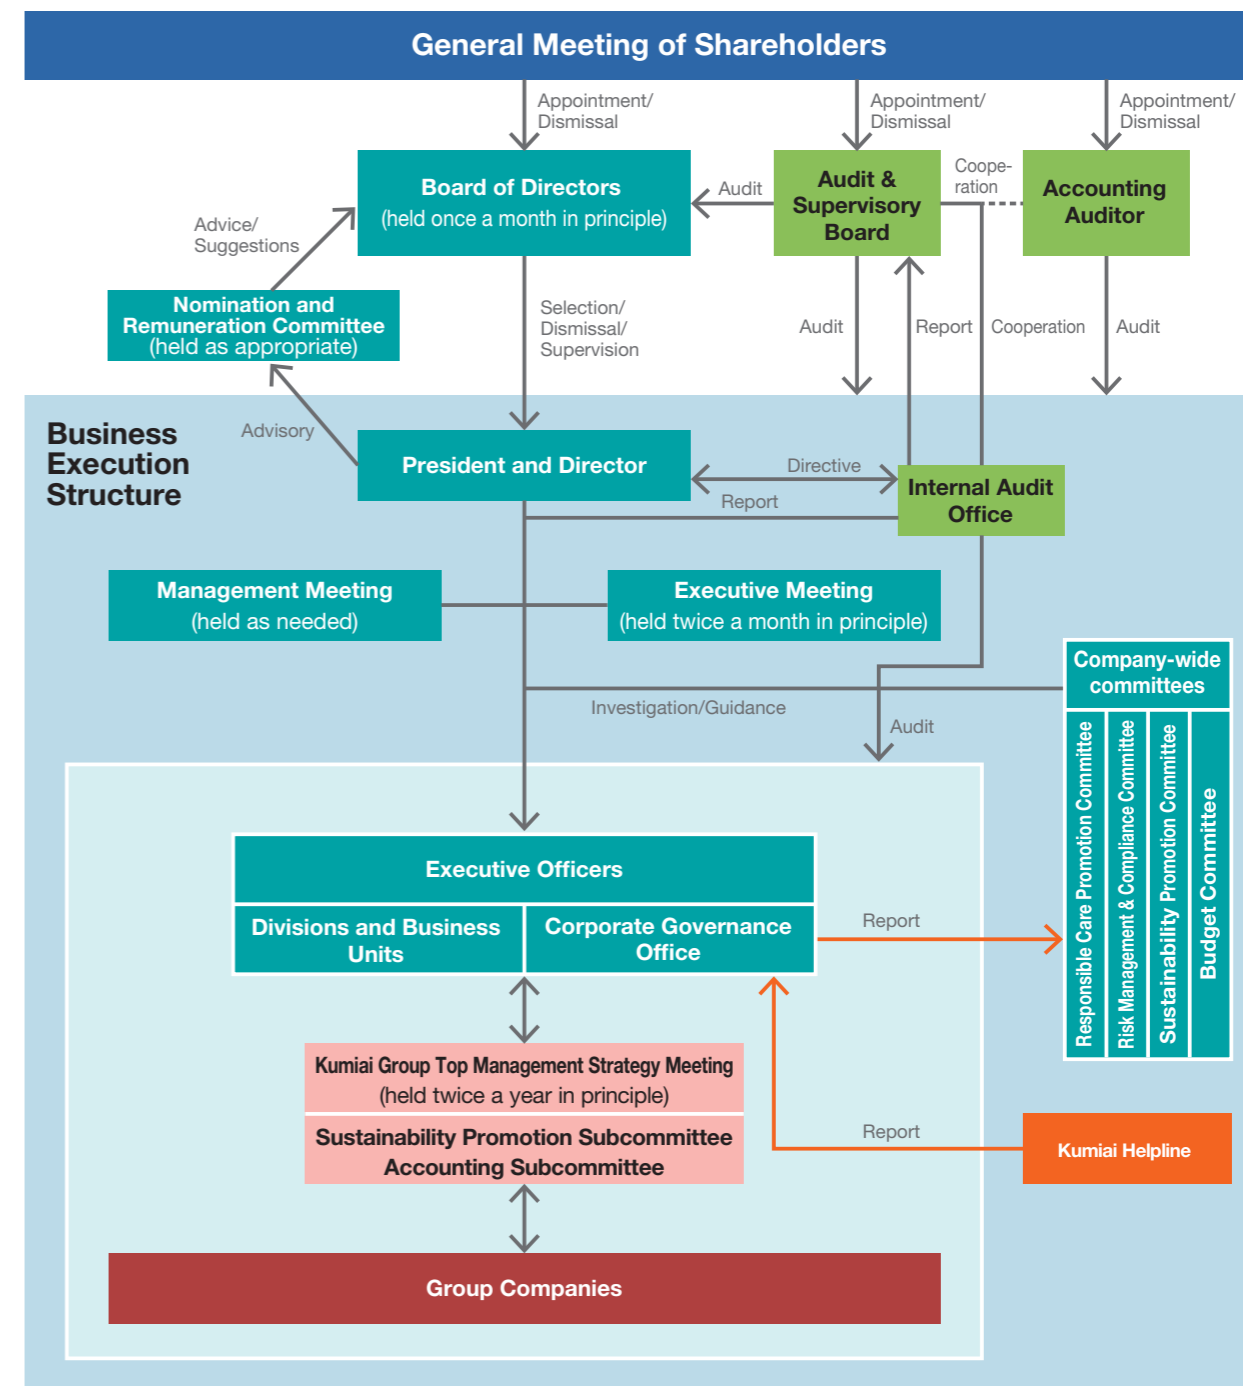 General Meeting of Shareholders
Appointment/
Dismissal
Appointment/
Dismissal
Appointment/
Dismissal
Board of Directors
(held once a month in principle)
Audit
Audit &
Supervisory
Board
Coope-
ration
Accounting
Auditor
Advice/
Suggestions
Nomination and
Remuneration Committee
(held as appropriate)
Selection/
Dismissal/
Supervision
Audit
Report
Cooperation
Audit
Business
Execution
Structure
Advisory
President and Director
Directive
Report
Internal Audit
Office
Management Meeting
(held as needed)
Executive Meeting
(held twice a month in principle)
Company-wide
committees
Investigation/Guidance
Audit
Responsible Care Promotion Committee
Risk Management & Compliance Committee
Sustainability Promotion Committee
Budget Committee
Executive Officers
Divisions and Business
Units
Corporate Governance
Office
Report
Kumiai Group Top Management Strategy Meeting
(held twice a year in principle)
Sustainability Promotion Subcommittee
Accounting Subcommittee
Report
Kumiai Helpline
Group Companies